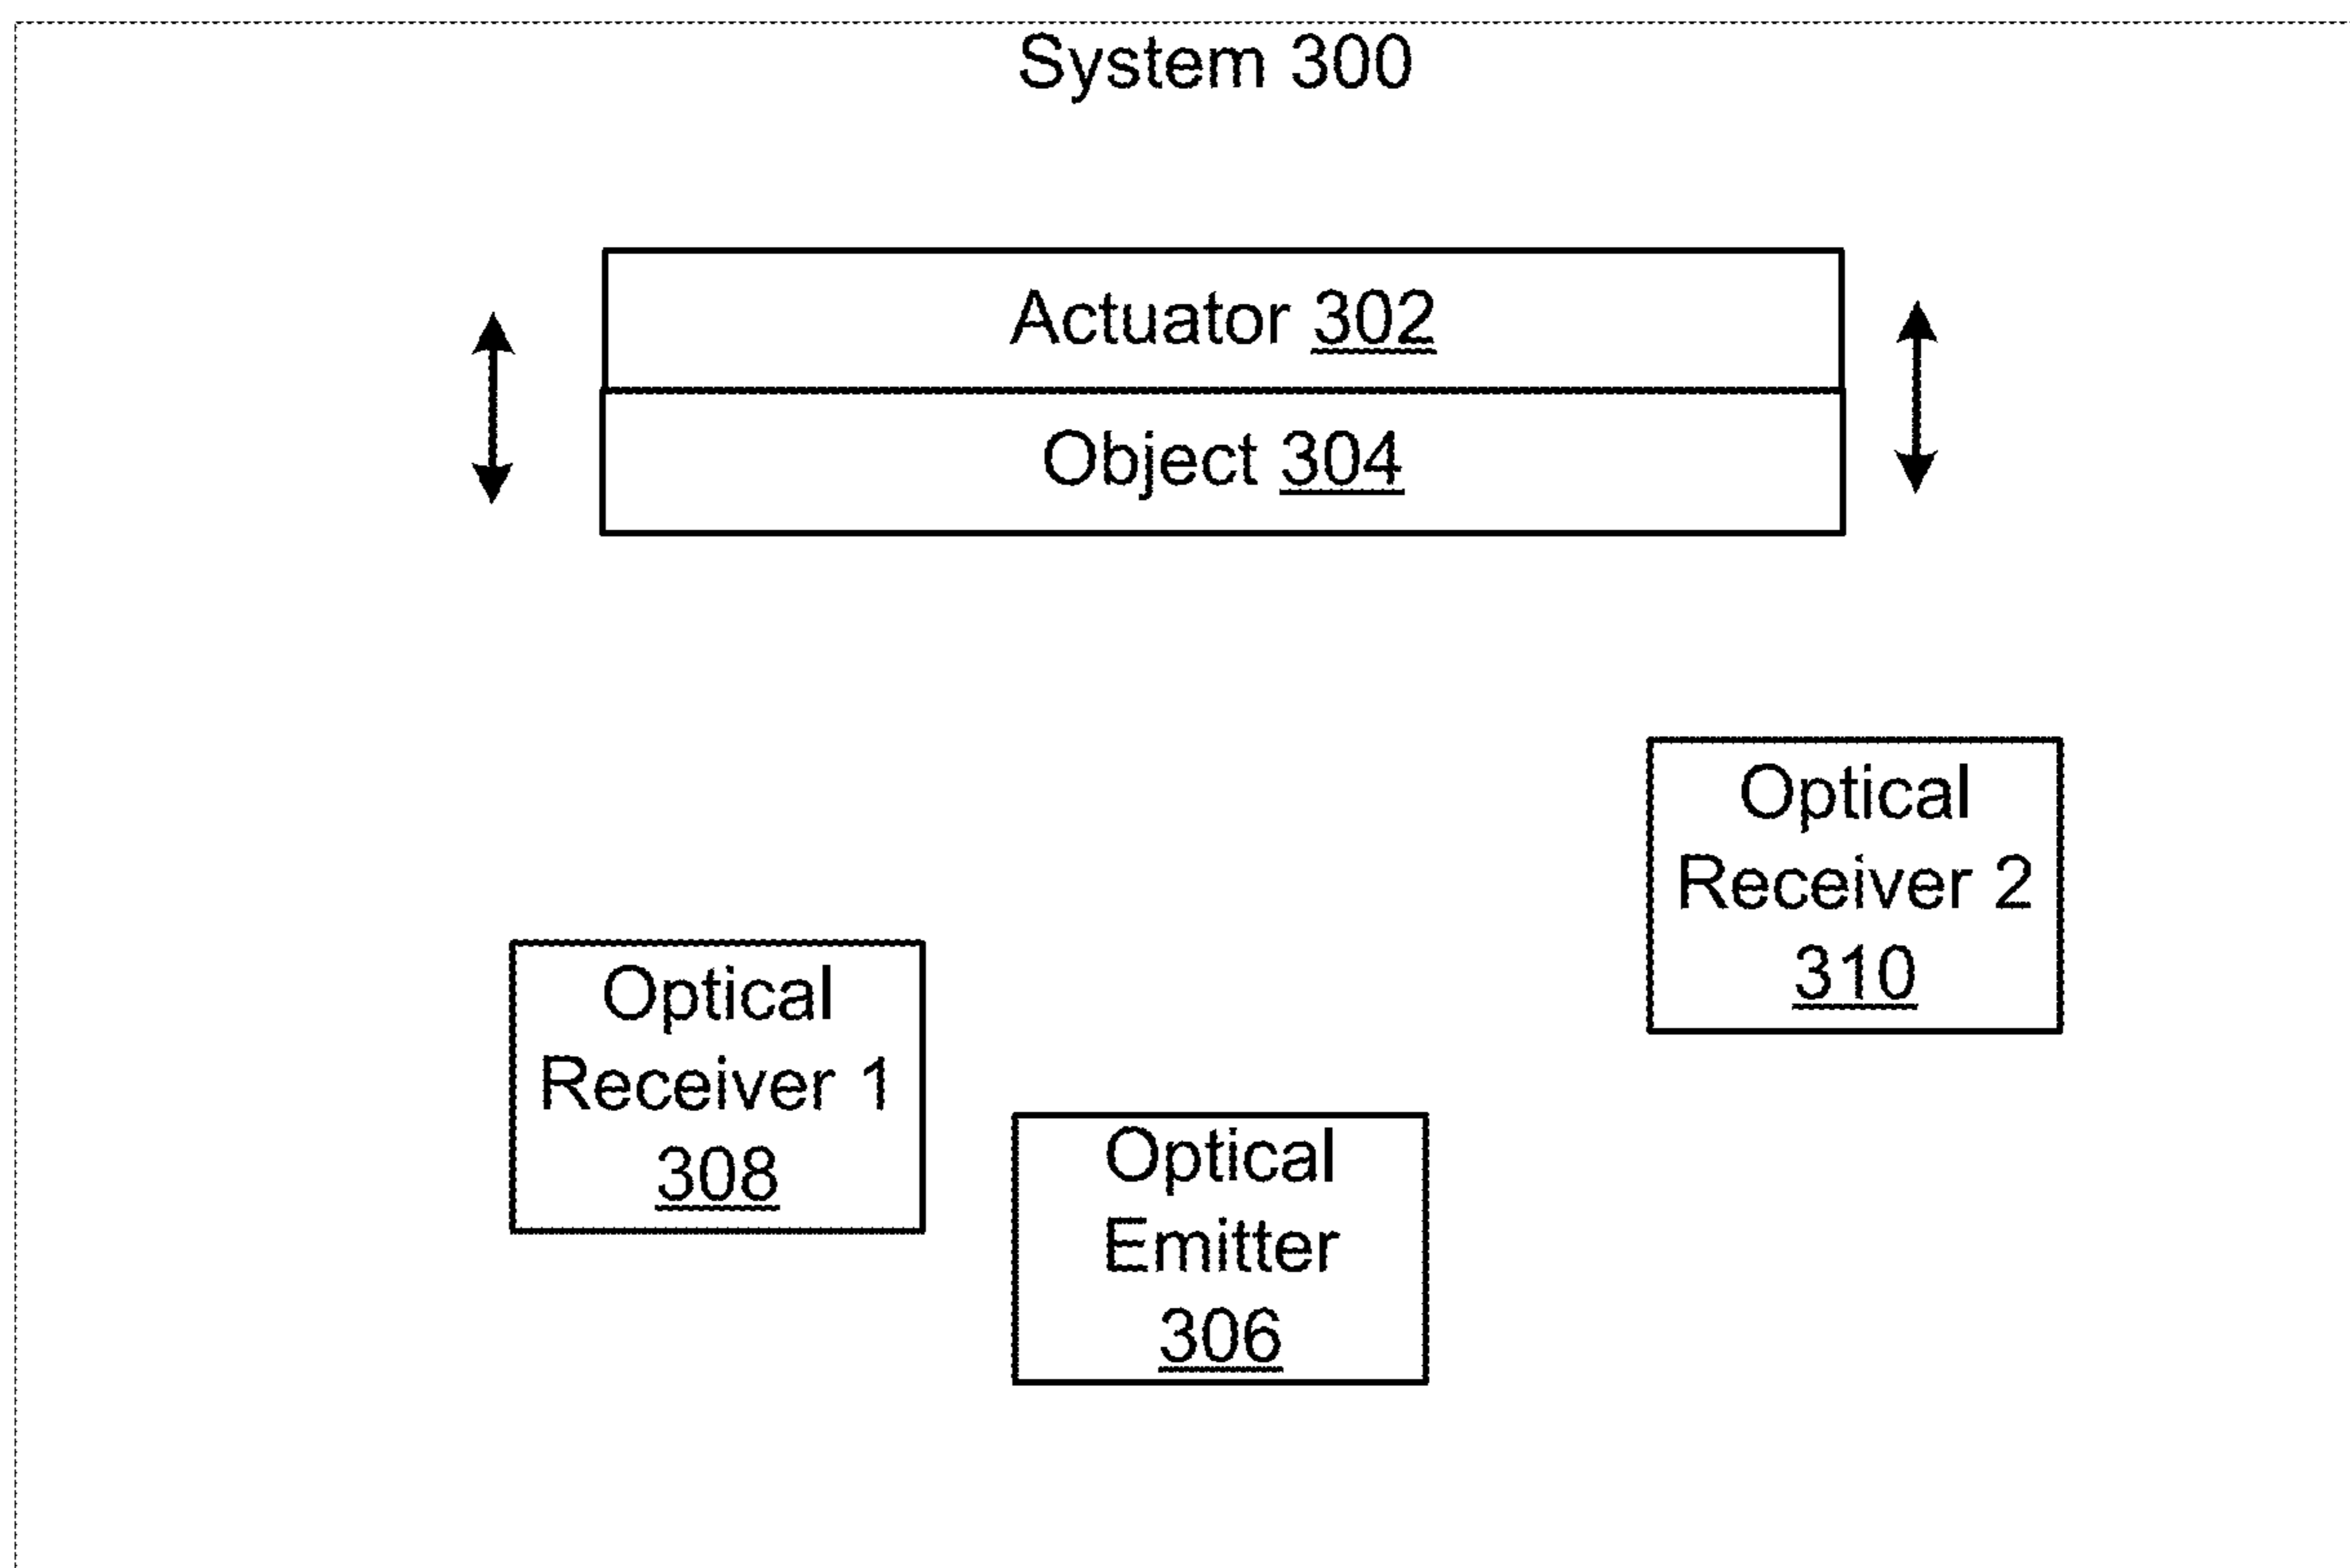 System 300
Actuator 302
Object 304
Optical
Receiver 2
310
Optical
Receiver 1
308
Optical
Emitter
306